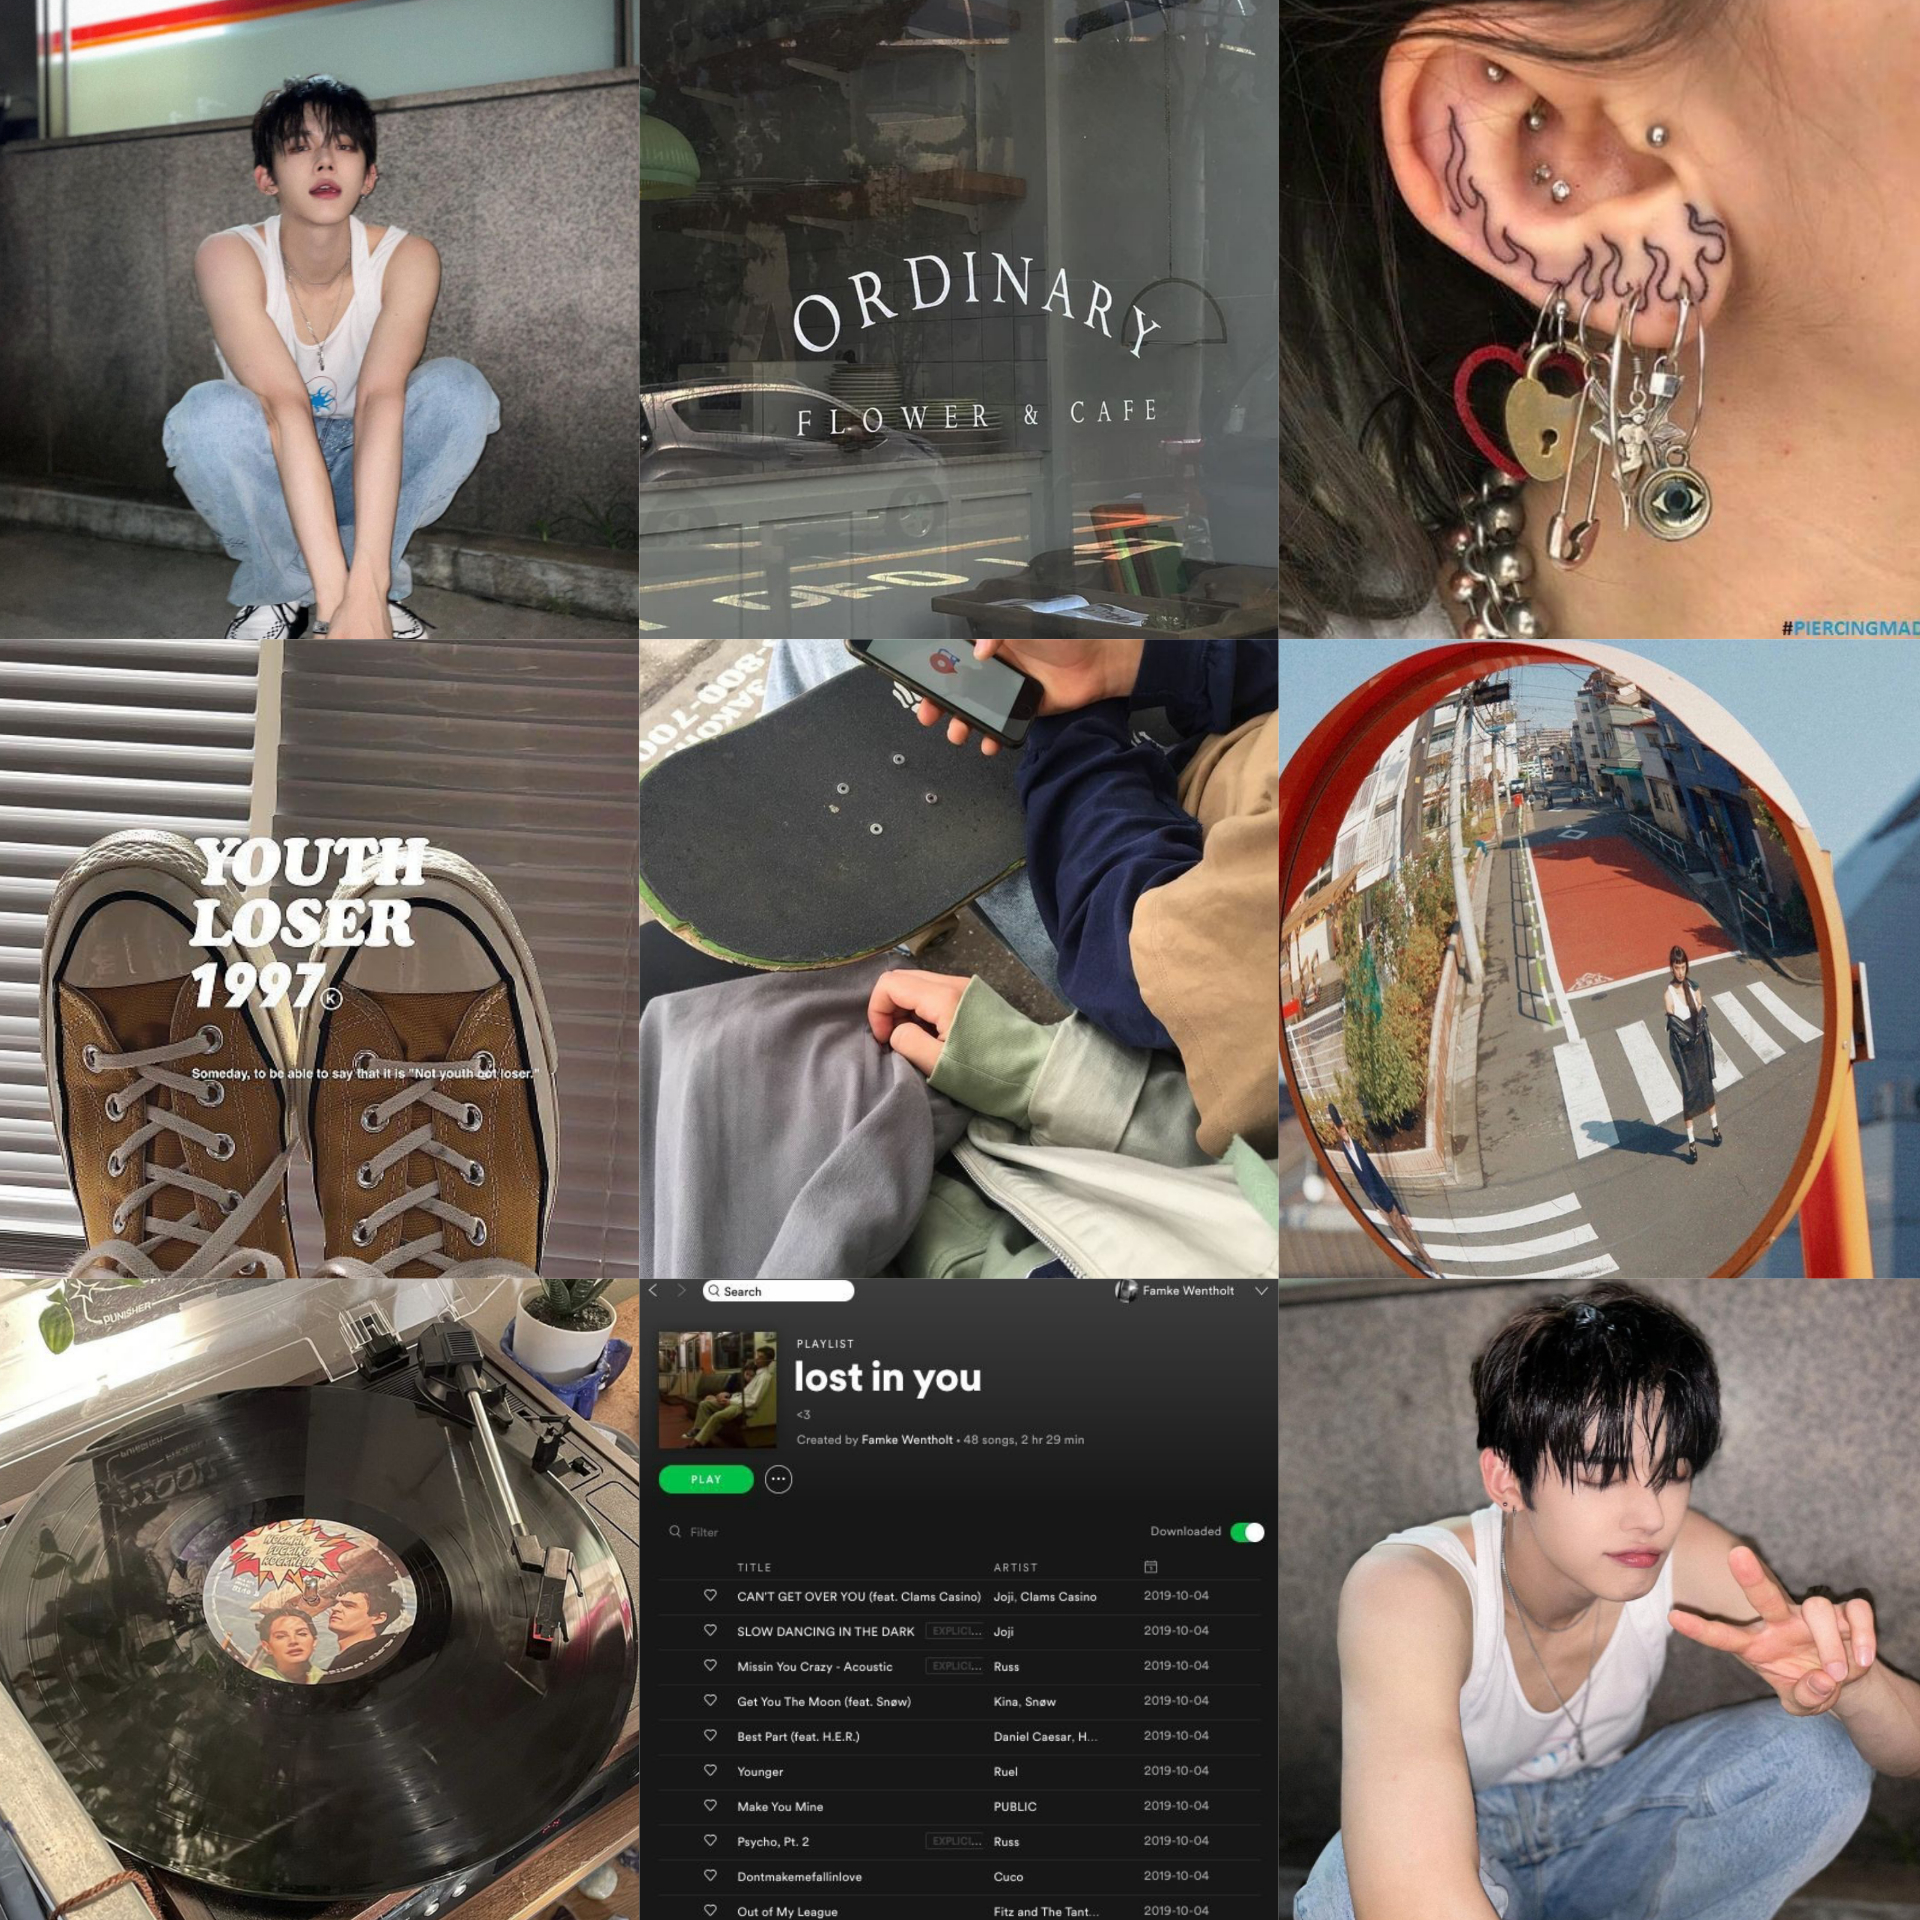 ORDINARY
FLOWER & CAFE
#PIERCINGMAD
YOUTH
LOSER
1997 K
Someday, to be able to say that it is "Not youth not loser."
PUNISHER
NORMAN
FUCKING
ROCKWELL!
Search
Famke Wentholt
PLAYLIST
lost in you
<3
Created by Famke Wentholt • 48 songs, 2 hr 29 min
PLAY
Filter
Downloaded
TITLE ARTIST
CAN'T GET OVER YOU (feat. Clams Casino) Joji, Clams Casino 2019-10-04
SLOW DANCING IN THE DARK EXPLICI... Joji 2019-10-04
Missin You Crazy - Acoustic EXPLICI... Russ 2019-10-04
Get You The Moon (feat. Snøw) Kina, Snøw 2019-10-04
Best Part (feat. H.E.R.) Daniel Caesar, H... 2019-10-04
Younger Ruel 2019-10-04
Make You Mine PUBLIC 2019-10-04
Psycho, Pt. 2 EXPLICI... Russ 2019-10-04
Dontmakemefallinlove Cuco 2019-10-04
Out of My League Fitz and The Tant... 2019-10-04